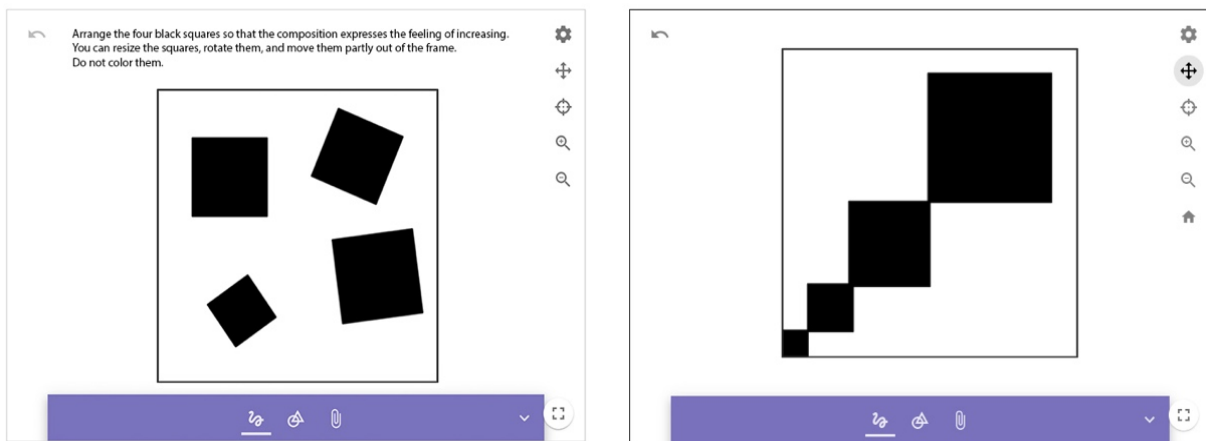 Arrange the four black squares so that the composition expresses the feeling of increasing.
You can resize the squares, rotate them, and move them partly out of the frame.
Do not color them.